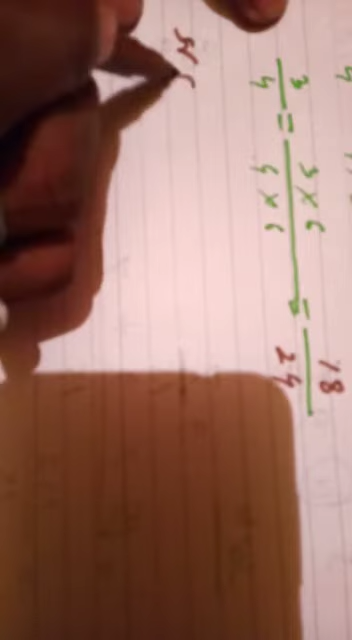 3/4 = 3×6/4×6 = 18/24